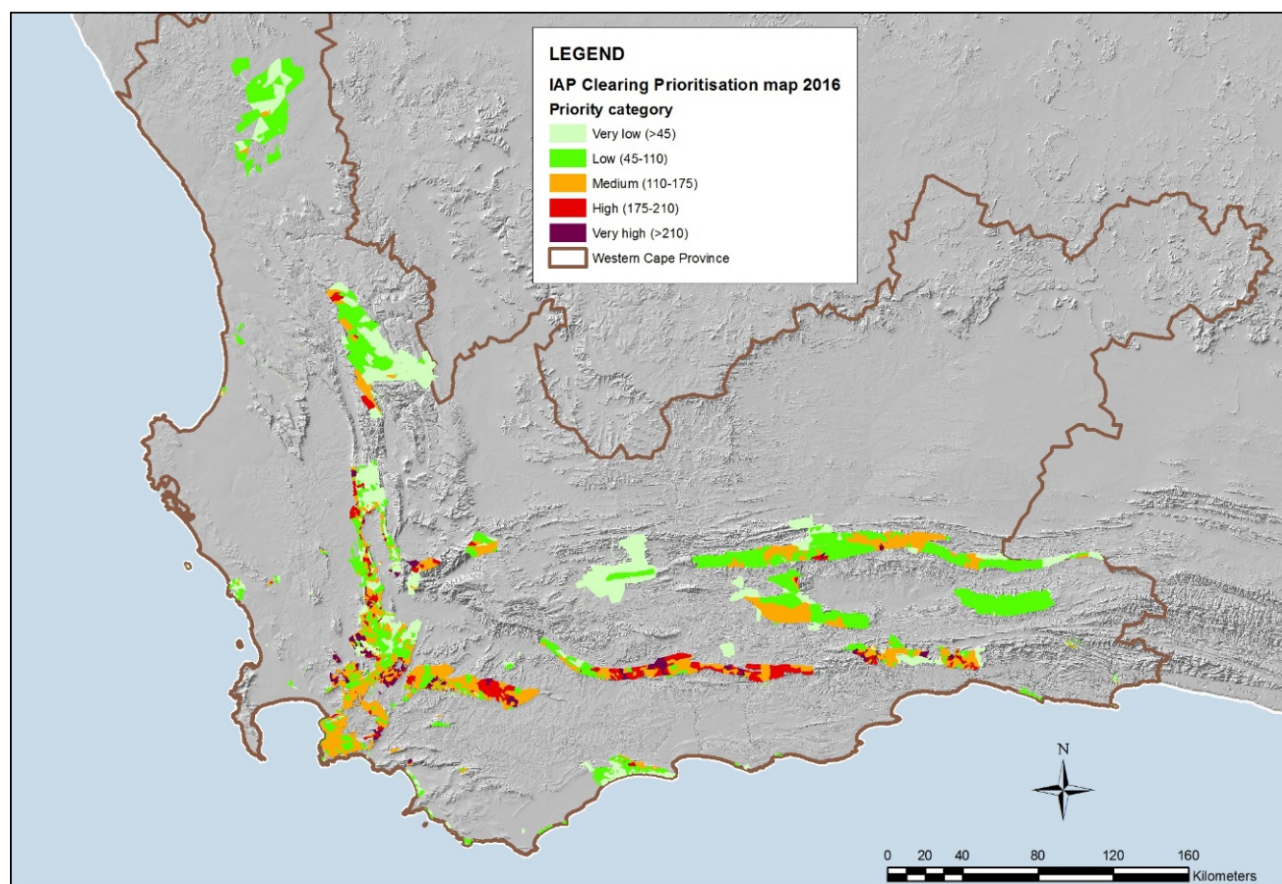 LEGEND
IAP Clearing Prioritisation map 2016
Priority category
Very low (>45)
Low (45-110)
Medium (110-175)
High (175-210)
Very high (>210)
Western Cape Province
N
0 20 40 80 120 160
Kilometers